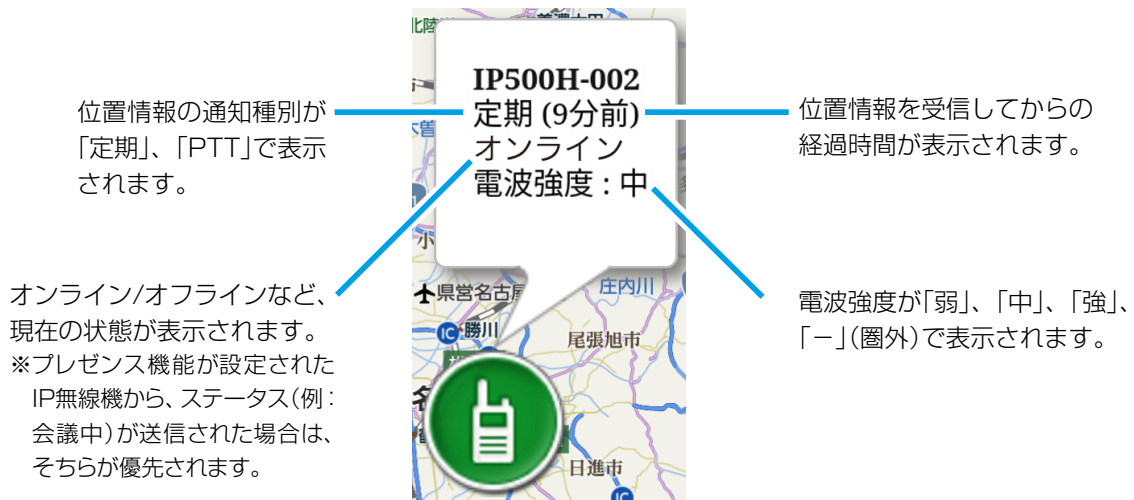 位置情報の通知種別が
「定期」、「PTT」で表示
されます。
オンライン/オフラインなど、
現在の状態が表示されます。
※プレゼンス機能が設定された
IP無線機から、ステータス(例:
会議中)が送信された場合は、
そちらが優先されます。
IP500H-002
定期 (9分前)
オンライン
電波強度 : 中
位置情報を受信してからの
経過時間が表示されます。
電波強度が「弱」、「中」、「強」、
「－」(圏外)で表示されます。
県営名古屋
庄内川
IC
勝川
尾張旭市
日進市
IC